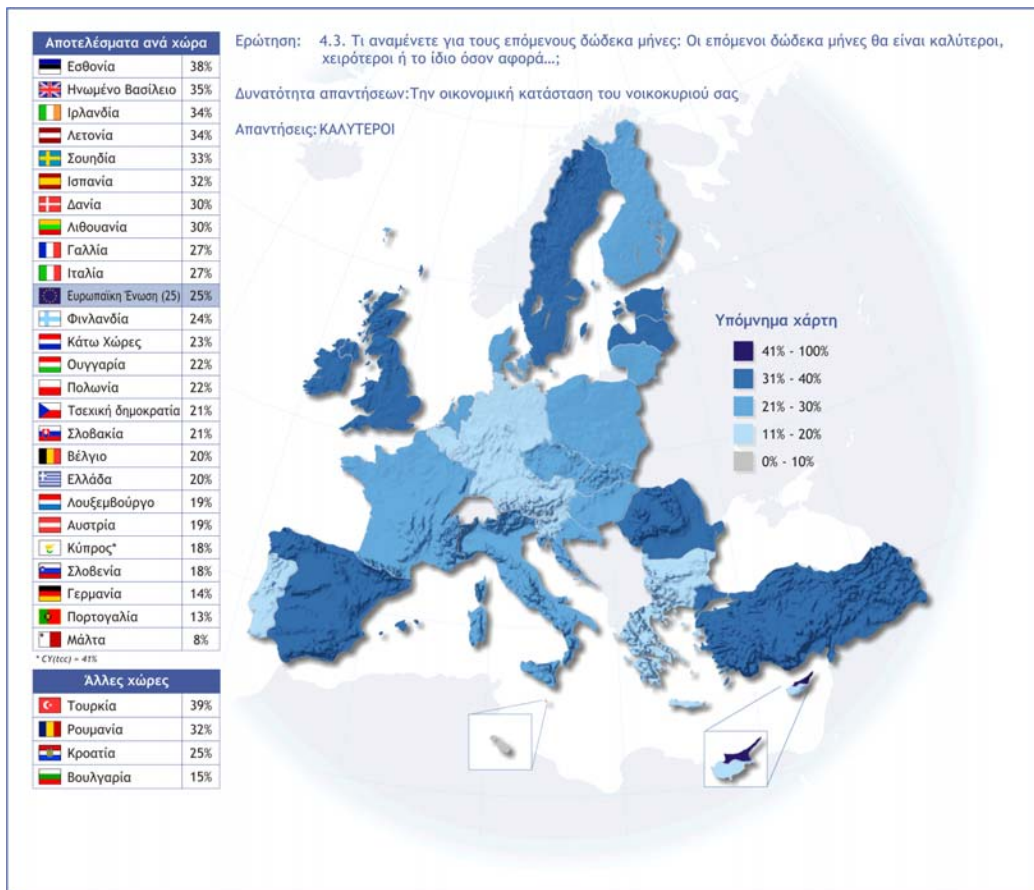 Αποτελέσματα ανά χώρα
Εσθονία 38%
Ηνωμένο Βασίλειο 35%
Ιρλανδία 34%
Λετονία 34%
Σουηδία 33%
Ισπανία 32%
Δανία 30%
Λιθουανία 30%
Γαλλία 27%
Ιταλία 27%
Ευρωπαϊκη Ένωση (25) 25%
Φινλανδία 24%
Κάτω Χώρες 23%
Ουγγαρία 22%
Πολωνία 22%
Τσεχική δημοκρατία 21%
Σλοβακία 21%
Βέλγιο 20%
Ελλάδα 20%
Λουξεμβούργο 19%
Αυστρία 19%
Κύπρος* 18%
Σλοβενία 18%
Γερμανία 14%
Πορτογαλία 13%
Μάλτα 8%
* CY(tcc) = 41%
Άλλες χώρες
Τουρκία 39%
Ρουμανία 32%
Κροατία 25%
Βουλγαρία 15%
Ερώτηση: 4.3. Τι αναμένετε για τους επόμενους δώδεκα μήνες: Οι επόμενοι δώδεκα μήνες θα είναι καλύτεροι,
χειρότεροι ή το ίδιο όσον αφορά...;
Δυνατότητα απαντήσεων: Την οικονομική κατάσταση του νοικοκυριού σας
Απαντήσεις: ΚΑΛΥΤΕΡΟΙ
Υπόμνημα χάρτη
41% - 100%
31% - 40%
21% - 30%
11% - 20%
0% - 10%